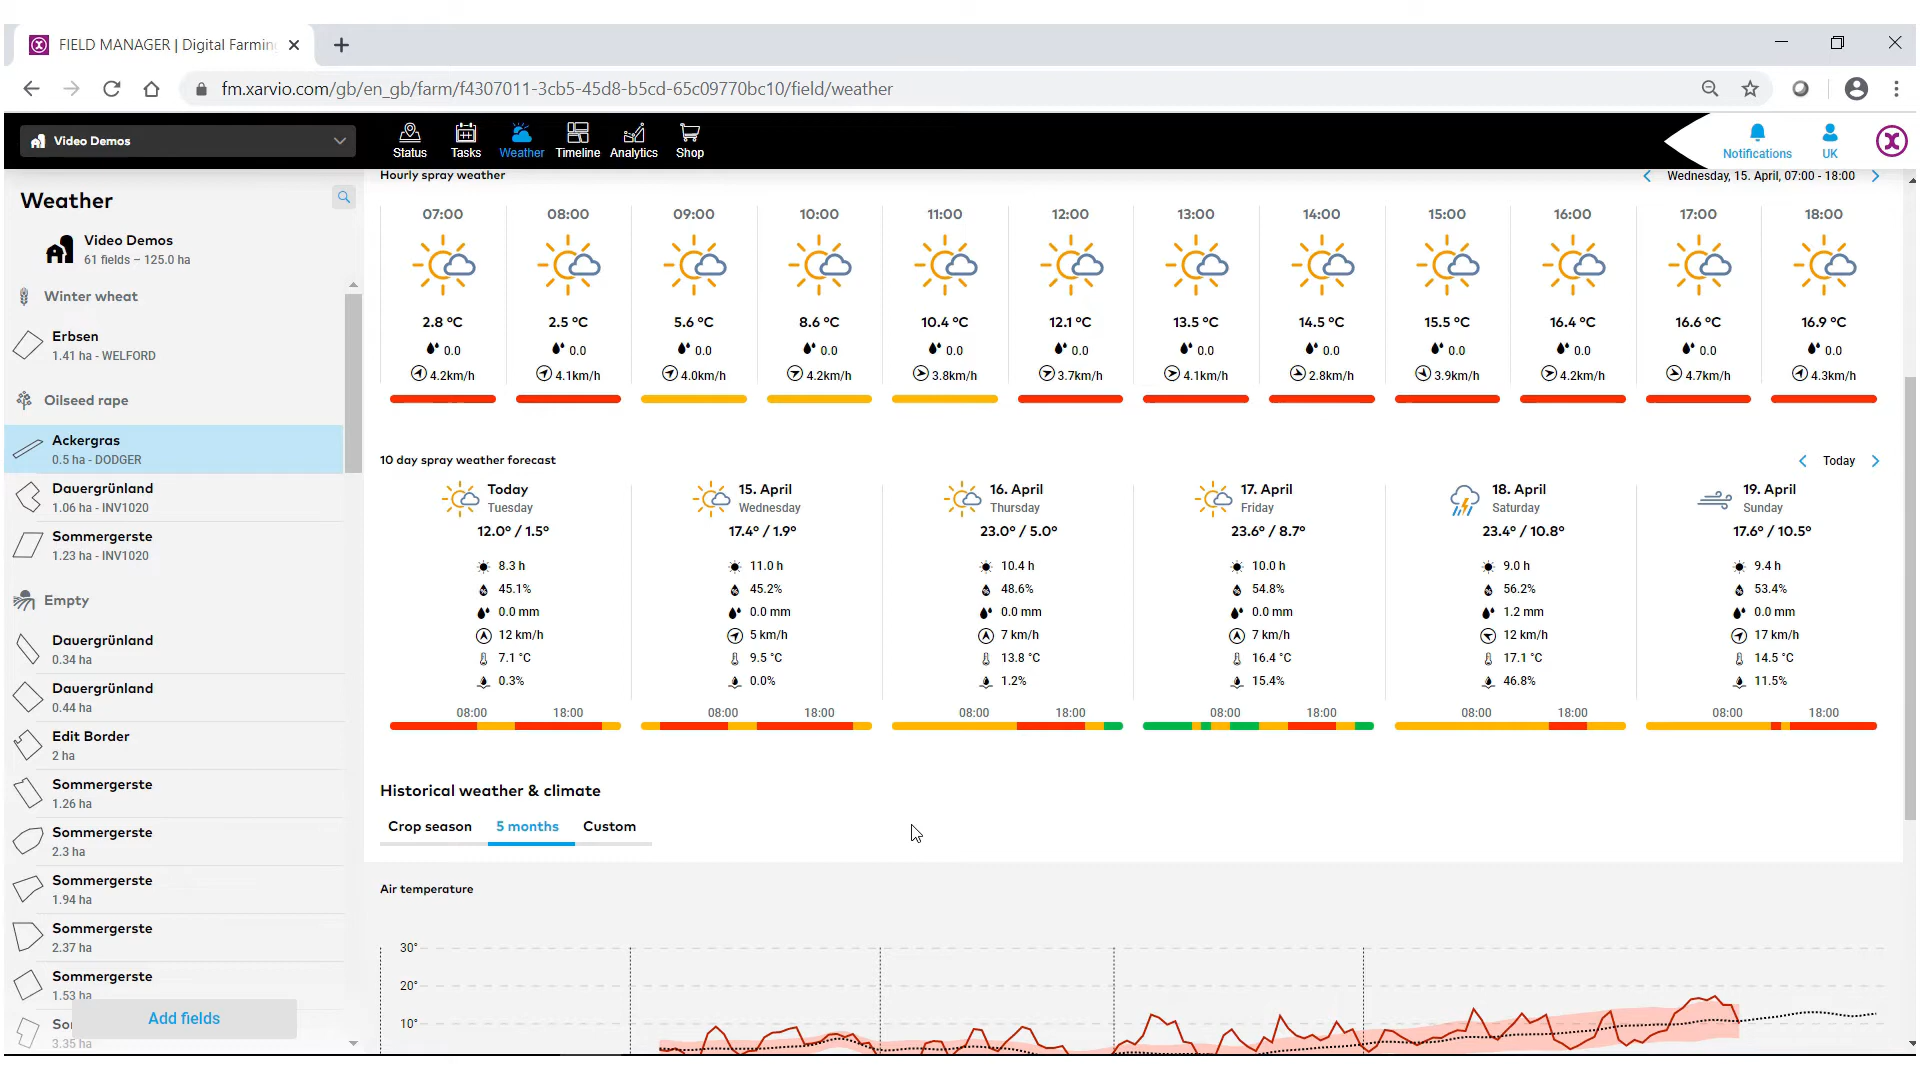 FIELD MANAGER | Digital Farmin
fm.xarvio.com/gb/en_gb/farm/f4307011-3cb5-45d8-b5cd-65c09770bc10/field/weather
Video Demos
Status Tasks Weather Timeline Analytics Shop
Notifications UK
Weather
Video Demos
61 fields – 125.0 ha
Winter wheat
Erbsen
1.41 ha - WELFORD
Oilseed rape
Ackergras
0.5 ha - DODGER
Dauergrünland
1.06 ha - INV1020
Sommergerste
1.23 ha - INV1020
Empty
Dauergrünland
0.34 ha
Dauergrünland
0.44 ha
Edit Border
2 ha
Sommergerste
1.26 ha
Sommergerste
2.3 ha
Sommergerste
1.94 ha
Sommergerste
2.37 ha
Sommergerste
1.53 ha
So
3.35 ha
Add fields
Hourly spray weather
Wednesday, 15. April, 07:00 - 18:00
07:00 08:00 09:00 10:00 11:00 12:00 13:00 14:00 15:00 16:00 17:00 18:00
2.8 °C 2.5 °C 5.6 °C 8.6 °C 10.4 °C 12.1 °C 13.5 °C 14.5 °C 15.5 °C 16.4 °C 16.6 °C 16.9 °C
0.0 0.0 0.0 0.0 0.0 0.0 0.0 0.0 0.0 0.0 0.0 0.0
4.2km/h 4.1km/h 4.0km/h 4.2km/h 3.8km/h 3.7km/h 4.1km/h 2.8km/h 3.9km/h 4.2km/h 4.7km/h 4.3km/h
10 day spray weather forecast
Today
Today 15. April 16. April 17. April 18. April 19. April
Tuesday Wednesday Thursday Friday Saturday Sunday
12.0° / 1.5° 17.4° / 1.9° 23.0° / 5.0° 23.6° / 8.7° 23.4° / 10.8° 17.6° / 10.5°
8.3 h 11.0 h 10.4 h 10.0 h 9.0 h 9.4 h
45.1% 45.2% 48.6% 54.8% 56.2% 53.4%
0.0 mm 0.0 mm 0.0 mm 0.0 mm 1.2 mm 0.0 mm
12 km/h 5 km/h 7 km/h 7 km/h 12 km/h 17 km/h
7.1 °C 9.5 °C 13.8 °C 16.4 °C 17.1 °C 14.5 °C
0.3% 0.0% 1.2% 15.4% 46.8% 11.5%
08:00 18:00 08:00 18:00 08:00 18:00 08:00 18:00 08:00 18:00 08:00 18:00
Historical weather & climate
Crop season 5 months Custom
Air temperature
30°
20°
10°